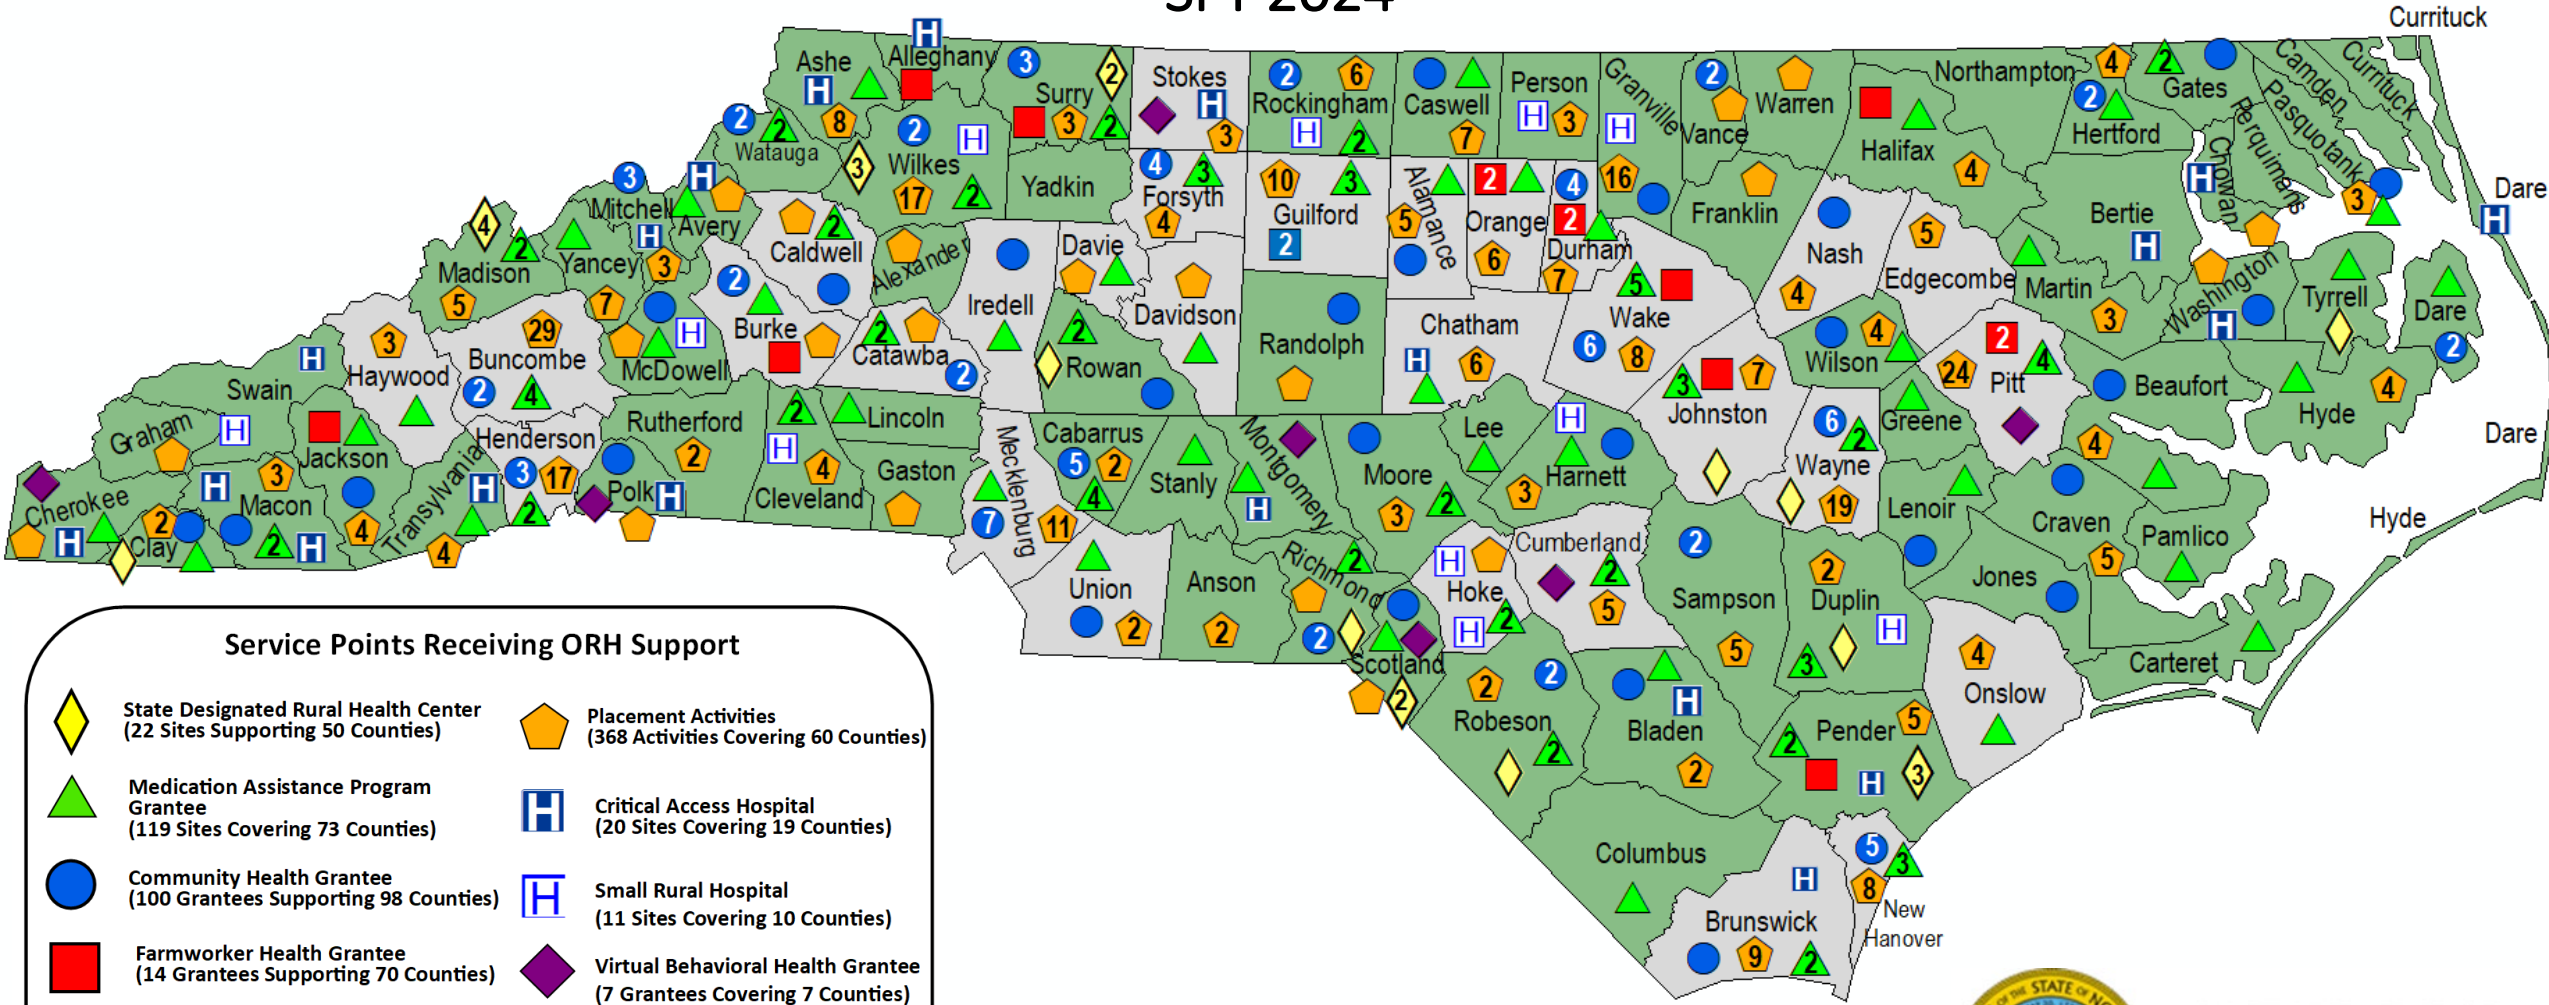 SFY 2024
Currituck
Ashe
Alleghany
Surry
Stokes
Rockingham
Caswell
Person
Granville
Vance
Warren
Northampton
Halifax
Hertford
Gates
Camden
Currituck
Pasquotank
Perquimans
Chowan
Watauga
Wilkes
Yadkin
Forsyth
Guilford
Alamance
Orange
Durham
Franklin
Nash
Edgecombe
Bertie
Martin
Washington
Tyrrell
Dare
Dare
Mitchell
Avery
Caldwell
Alexander
Iredell
Davie
Davidson
Randolph
Chatham
Wake
Wilson
Pitt
Beaufort
Hyde
Dare
Madison
Yancey
Burke
Catawba
Rowan
Johnston
Greene
Swain
Haywood
Buncombe
McDowell
Rutherford
Lincoln
Cabarrus
Stanly
Montgomery
Moore
Lee
Harnett
Wayne
Lenoir
Craven
Pamlico
Hyde
Graham
Jackson
Henderson
Transylvania
Polk
Cleveland
Gaston
Mecklenburg
Cherokee
Macon
Clay
Union
Anson
Richmond
Scotland
Hoke
Cumberland
Sampson
Duplin
Jones
Onslow
Carteret
Robeson
Bladen
Pender
Columbus
Brunswick
New
Hanover
Service Points Receiving ORH Support
State Designated Rural Health Center
(22 Sites Supporting 50 Counties)
Medication Assistance Program
Grantee
(119 Sites Covering 73 Counties)
Community Health Grantee
(100 Grantees Supporting 98 Counties)
Farmworker Health Grantee
(14 Grantees Supporting 70 Counties)
Placement Activities
(368 Activities Covering 60 Counties)
H Critical Access Hospital
(20 Sites Covering 19 Counties)
H Small Rural Hospital
(11 Sites Covering 10 Counties)
Virtual Behavioral Health Grantee
(7 Grantees Covering 7 Counties)
OF THE STATE OF